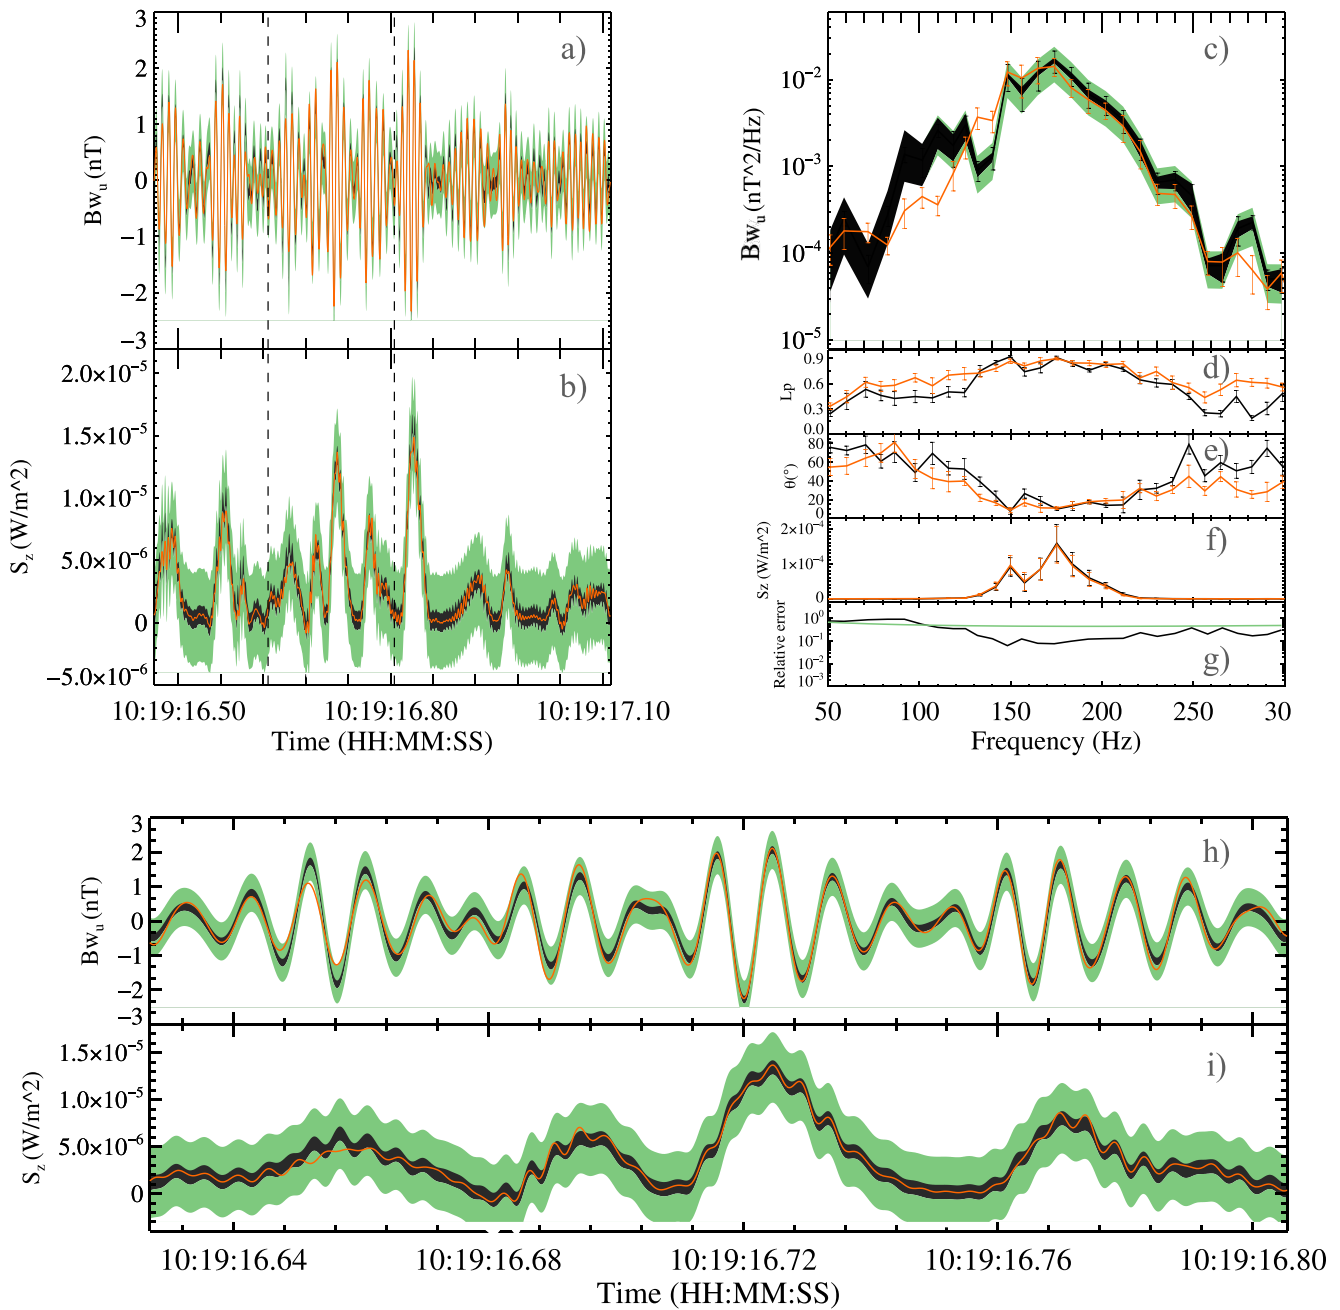 a)
Bw_u (nT)
3
2
1
0
−1
−2
−3
b)
S_z (W/m^2)
2.0×10^-5
1.5×10^-5
1.0×10^-5
5.0×10^-6
0
−5.0×10^-6
10:19:16.50 10:19:16.80 10:19:17.10
Time (HH:MM:SS)
c)
Bw_u (nT^2/Hz)
10^-2
10^-3
10^-4
10^-5
d)
Lp
0.9
0.6
0.3
0.0
e)
θ(°)
80
60
40
20
0
f)
Sz (W/m^2)
2×10^-4
1×10^-4
0
g)
Relative error
10^0
10^-1
10^-2
10^-3
50 100 150 200 250 30
Frequency (Hz)
h)
Bw_u (nT)
3
2
1
0
−1
−2
−3
i)
S_z (W/m^2)
1.5×10^-5
1.0×10^-5
5.0×10^-6
0
10:19:16.64 10:19:16.68 10:19:16.72 10:19:16.76 10:19:16.80
Time (HH:MM:SS)